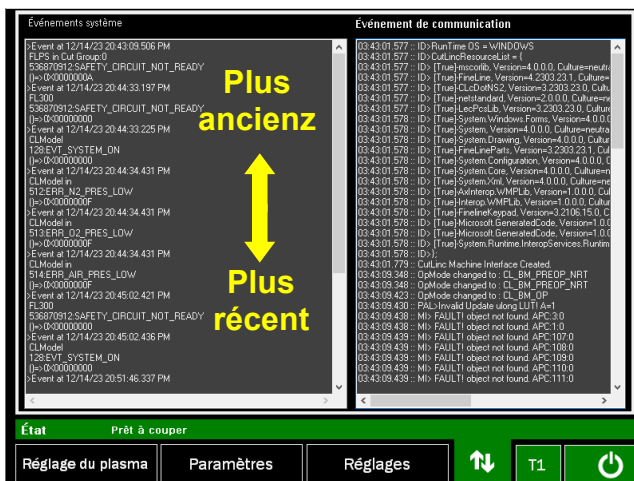 Événements système
>Event at 12/14/23 20:43:09.506 PM
FLPS in Cut Group:0
536870912:SAFETY_CIRCUIT_NOT_READY
()=>0X0000000A
>Event at 12/14/23 20:44:33.197 PM
FL300
536870912:SAFETY_CIRCUIT_NOT_READY
()=>0X00000000
>Event at 12/14/23 20:44:33.225 PM
CLModel
128:EVT_SYSTEM_ON
()=>0X00000000
>Event at 12/14/23 20:44:34.431 PM
CLModel in
512:ERR_N2_PRES_LOW
()=>0X0000000F
>Event at 12/14/23 20:44:34.431 PM
CLModel in
513:ERR_O2_PRES_LOW
()=>0X0000000F
>Event at 12/14/23 20:44:34.431 PM
CLModel in
514:ERR_AIR_PRES_LOW
()=>0X0000000F
>Event at 12/14/23 20:45:02.421 PM
FL300
536870912:SAFETY_CIRCUIT_NOT_READY
()=>0X00000000
>Event at 12/14/23 20:45:02.436 PM
CLModel
128:EVT_SYSTEM_ON
()=>0X00000000
>Event at 12/14/23 20:51:46.337 PM
Plus
ancienz
Plus
récent
Événement de communication
03:43:01.577 :: ID>RunTime OS = WINDOWS
03:43:01.577 :: ID>CutLincResourceList = {
03:43:01.577 :: ID> [True]-mscorlib, Version=4.0.0.0, Culture=neutra
03:43:01.577 :: ID> [True]-FineLine, Version=4.2303.23.1, Culture=
03:43:01.577 :: ID> [True]-CLcDotNS2, Version=3.2303.23.0, Cultur
03:43:01.577 :: ID> [True]-netstandard, Version=2.0.0.0, Culture=ne
03:43:01.577 :: ID> [True]-LecPcsLib, Version=3.2303.23.0, Culture
03:43:01.578 :: ID> [True]-System.Windows.Forms, Version=4.0.0.0,
03:43:01.578 :: ID> [True]-System, Version=4.0.0.0, Culture=neutra
03:43:01.578 :: ID> [True]-System.Drawing, Version=4.0.0.0, Cultur
03:43:01.578 :: ID> [True]-FineLineParts, Version=3.2303.23.1, Cul
03:43:01.578 :: ID> [True]-System.Configuration, Version=4.0.0.0, C
03:43:01.578 :: ID> [True]-System.Core, Version=4.0.0.0, Culture=n
03:43:01.578 :: ID> [True]-System.Xml, Version=4.0.0.0, Culture=ne
03:43:01.578 :: ID> [True]-AxInterop.WMPLib, Version=1.0.0.0, Cul
03:43:01.578 :: ID> [True]-Interop.WMPLib, Version=1.0.0.0, Cultur
03:43:01.578 :: ID> [True]-FinelineKeypad, Version=3.2106.15.0, C
03:43:01.578 :: ID> [True]-Microsoft.GeneratedCode, Version=1.0.0
03:43:01.578 :: ID> [True]-Microsoft.GeneratedCode, Version=1.0.0
03:43:01.578 :: ID> [True]-System.Runtime.InteropServices.Runtim
03:43:01.578 :: ID>};
03:43:01.779 :: CutLinc Machine Interface Created.
03:43:09.348 :: OpMode changed to : CL_BM_PREOP_NRT
03:43:09.348 :: OpMode changed to : CL_BM_PREOP_NRT
03:43:09.423 :: OpMode changed to : CL_BM_OP
03:43:09.430 :: PAL>Invalid Update ulong LUT! A=1
03:43:09.438 :: MI> FAULT! object not found. APC:3:0
03:43:09.438 :: MI> FAULT! object not found. APC:1:0
03:43:09.439 :: MI> FAULT! object not found. APC:107:0
03:43:09.439 :: MI> FAULT! object not found. APC:108:0
03:43:09.439 :: MI> FAULT! object not found. APC:109:0
03:43:09.439 :: MI> FAULT! object not found. APC:110:0
03:43:09.439 :: MI> FAULT! object not found. APC:111:0
État Prêt à couper
Réglage du plasma Paramètres Réglages T1